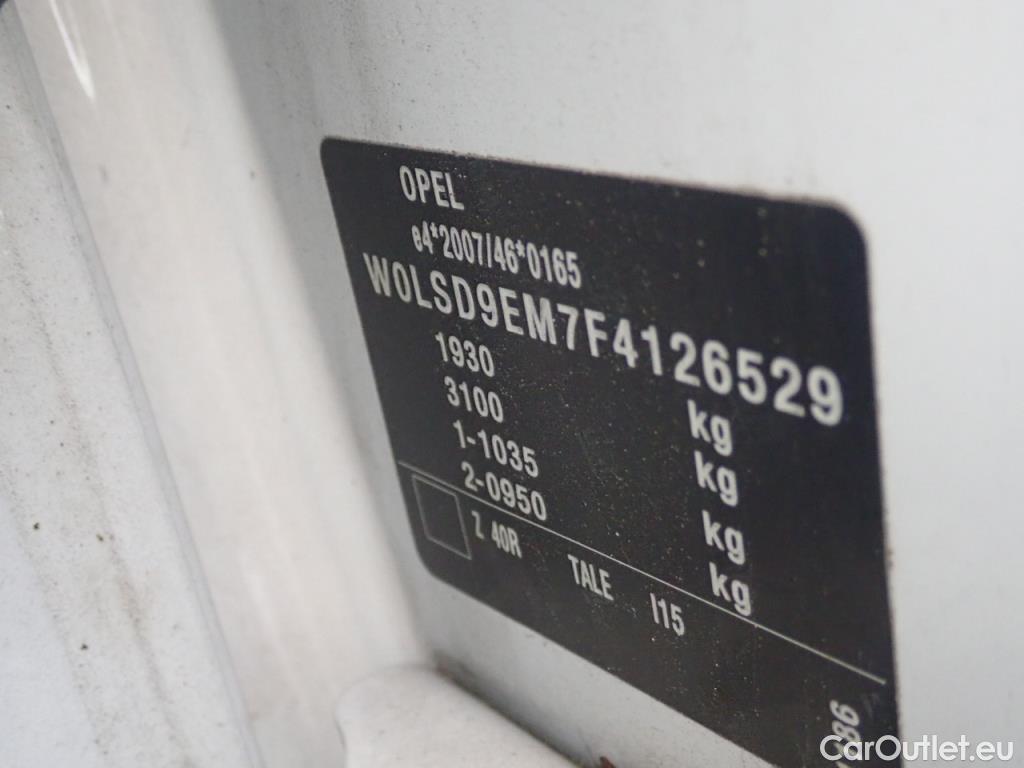 OPEL
e4*2007/46*0165
W0LSD9EM7F4126529
1930 kg
3100 kg
1-1035 kg
2-0950 kg
Z 40R TALE I15
CarOutlet.eu